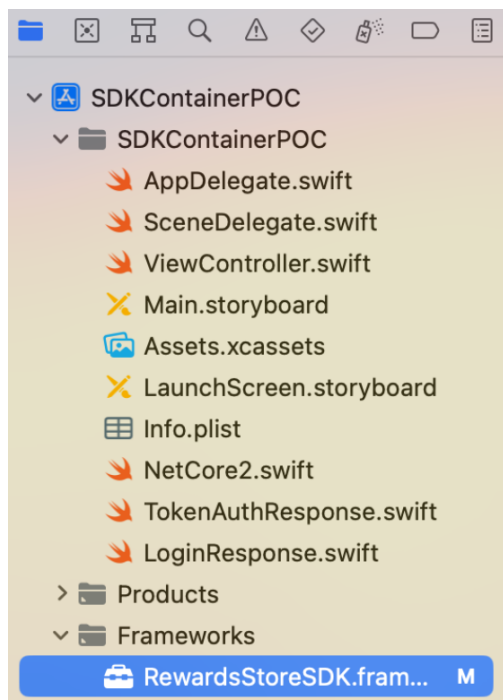 SDKContainerPOC
SDKContainerPOC
AppDelegate.swift
SceneDelegate.swift
ViewController.swift
Main.storyboard
Assets.xcassets
LaunchScreen.storyboard
Info.plist
NetCore2.swift
TokenAuthResponse.swift
LoginResponse.swift
Products
Frameworks
RewardsStoreSDK.fram... M